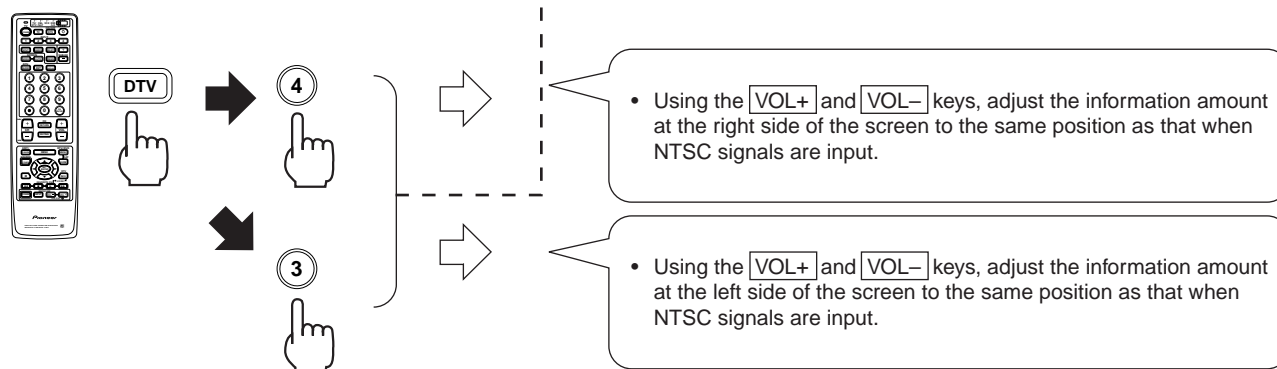 DTV
4
• Using the VOL+ and VOL– keys, adjust the information amount
at the right side of the screen to the same position as that when
NTSC signals are input.
3
• Using the VOL+ and VOL– keys, adjust the information amount
at the left side of the screen to the same position as that when
NTSC signals are input.
Pioneer